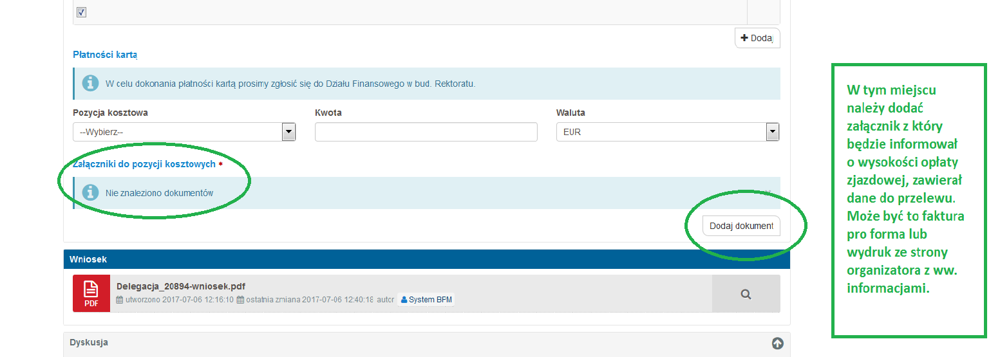 + Dodaj
Płatności kartą
W celu dokonania płatności kartą prosimy zgłosić się do Działu Finansowego w bud. Rektoratu.
Pozycja kosztowa Kwota Waluta
--Wybierz-- EUR
Załączniki do pozycji kosztowych *
Nie znaleziono dokumentów
Dodaj dokument
Wniosek
Delegacja_20894-wniosek.pdf
PDF utworzono 2017-07-06 12:16:10 ostatnia zmiana 2017-07-06 12:40:18 autor System BPM
Dyskusja
W tym miejscu
należy dodać
załącznik z który
będzie informował
o wysokości opłaty
zjazdowej, zawierał
dane do przelewu.
Może być to faktura
pro forma lub
wydruk ze strony
organizatora z ww.
informacjami.